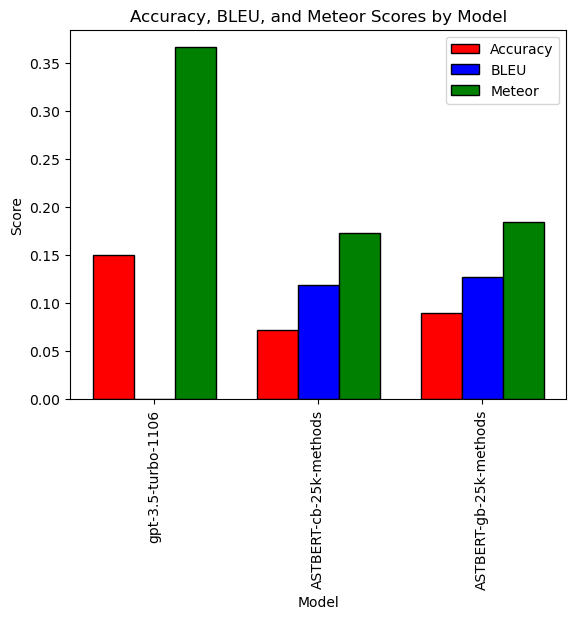 Accuracy, BLEU, and Meteor Scores by Model
Accuracy
BLEU
Meteor
Score
0.35
0.30
0.25
0.20
0.15
0.10
0.05
0.00
gpt-3.5-turbo-1106
ASTBERT-cb-25k-methods
ASTBERT-gb-25k-methods
Model